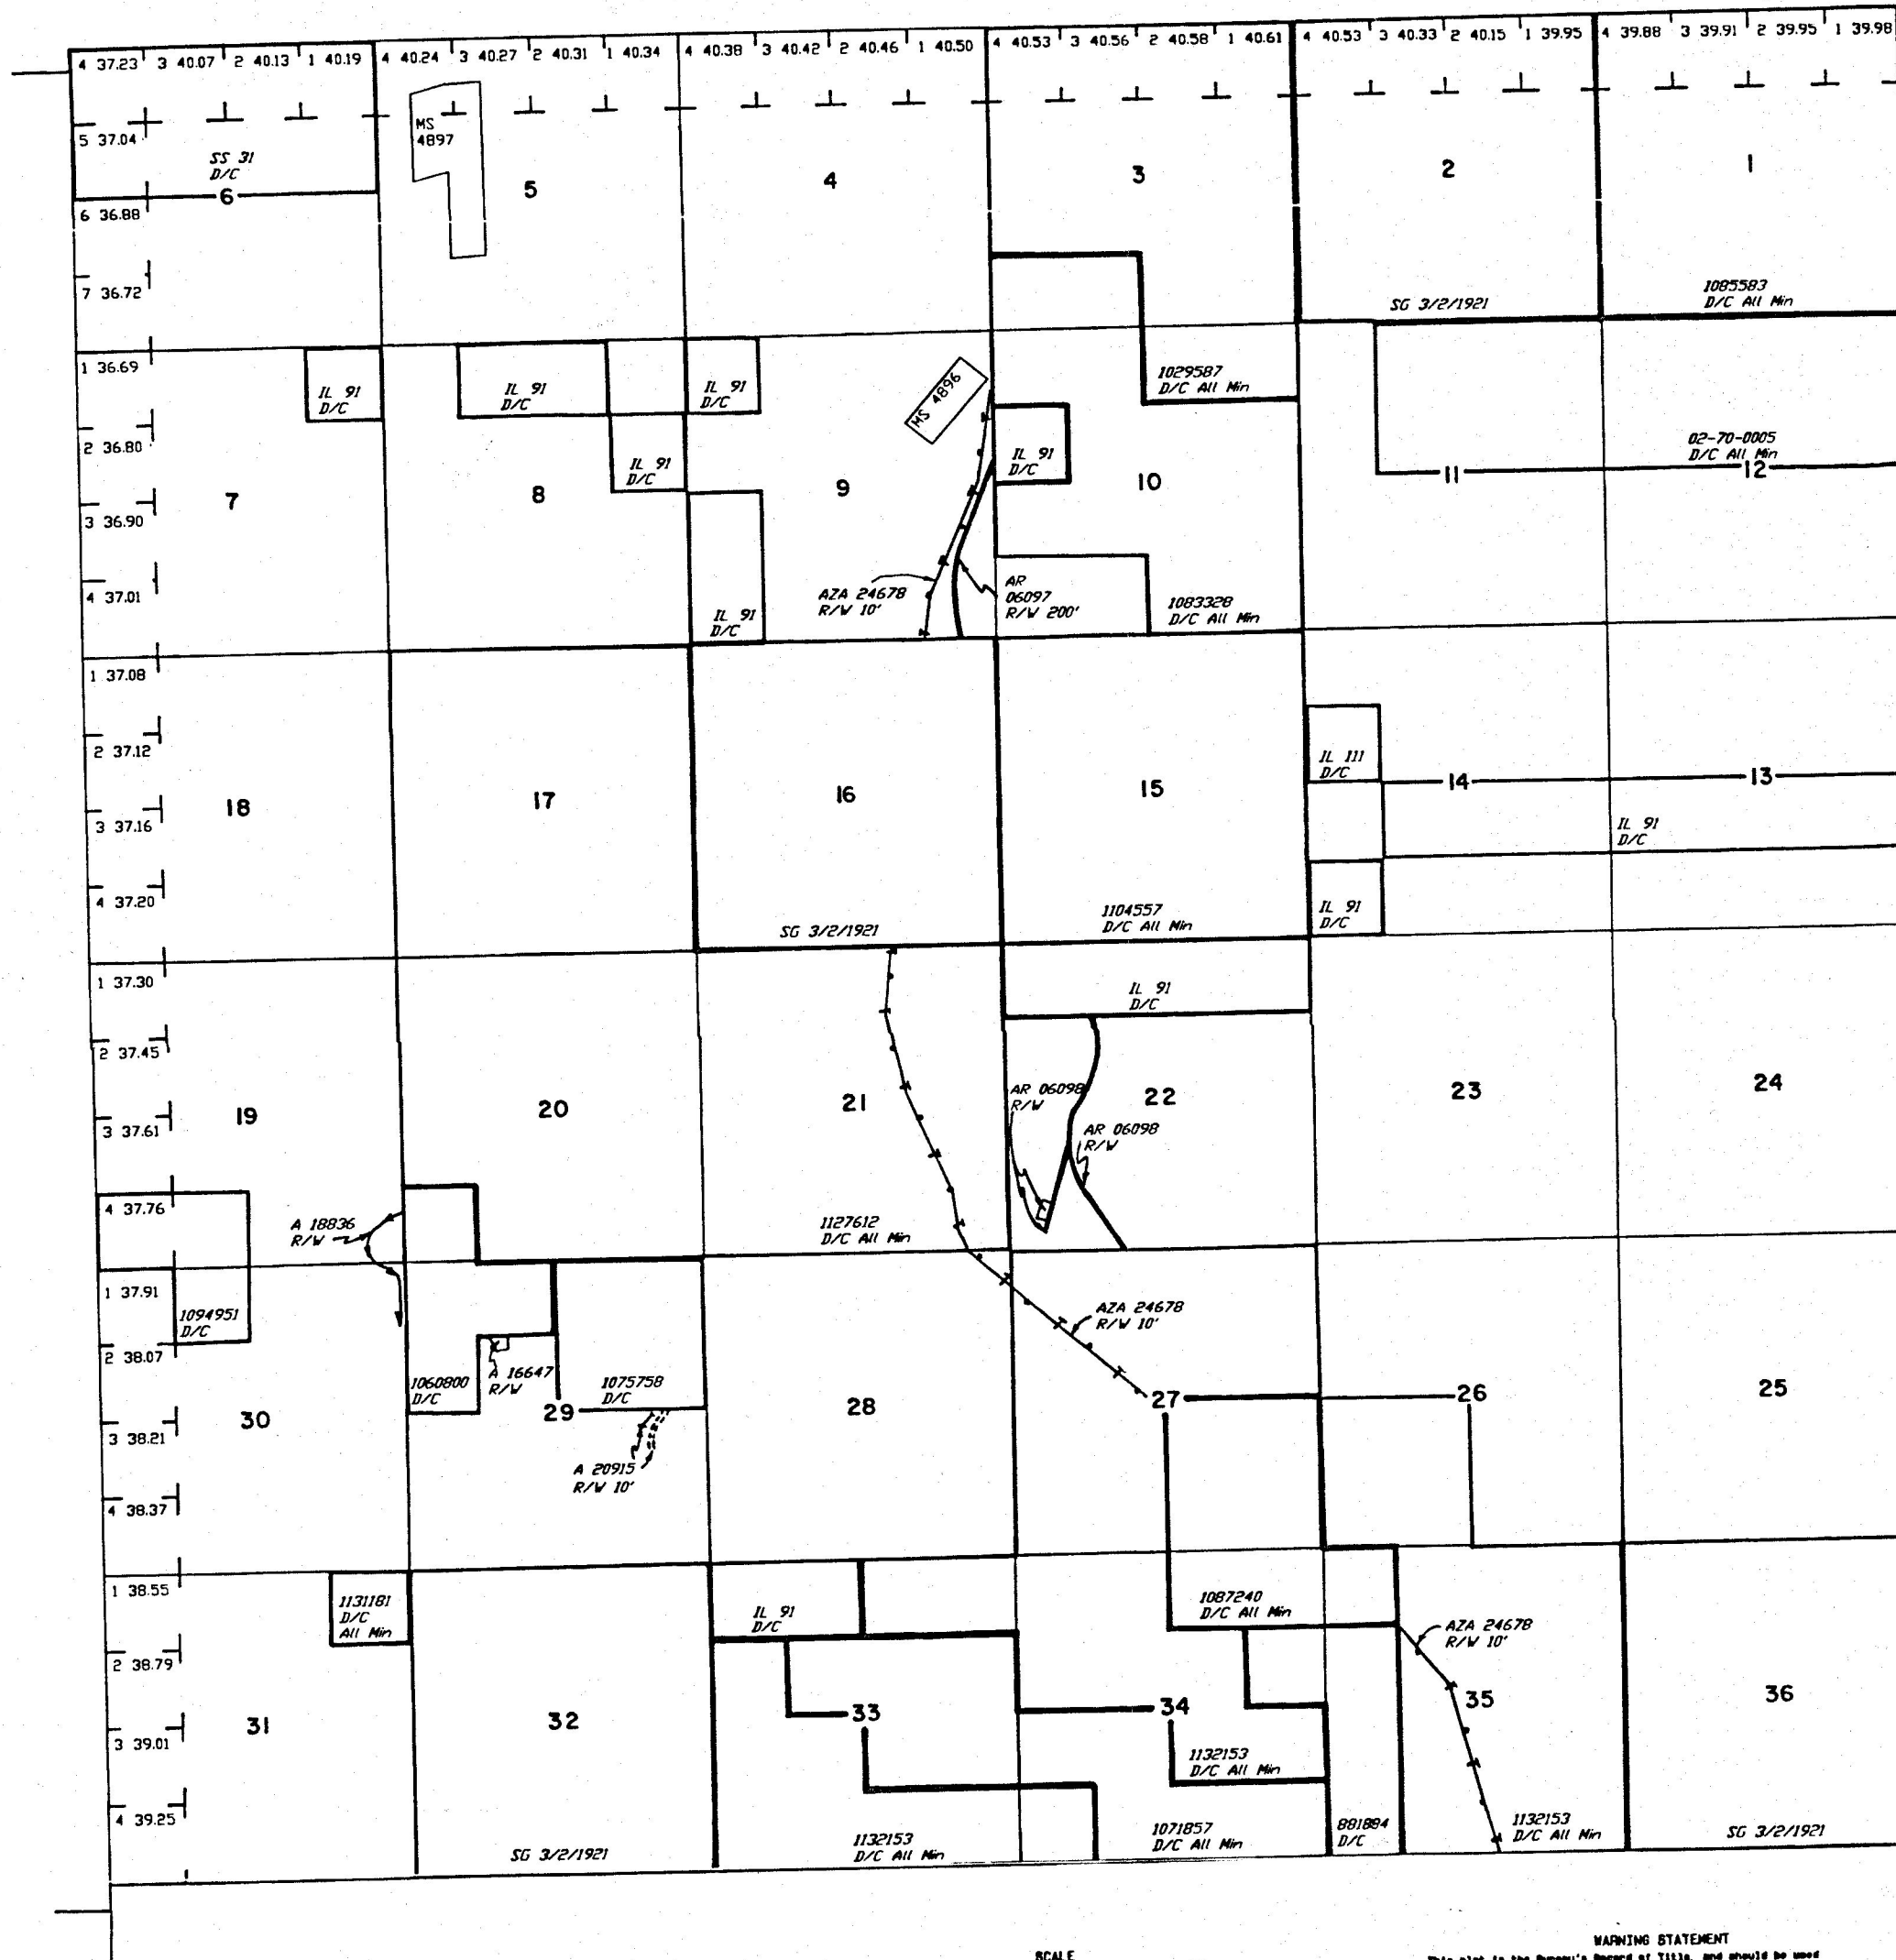 4 37.23 3 40.07 2 40.13 1 40.19 4 40.24 3 40.27 2 40.31 1 40.34 4 40.38 3 40.42 2 40.46 1 40.50 4 40.53 3 40.56 2 40.58 1 40.61 4 40.53 3 40.33 2 40.15 1 39.95 4 39.88 3 39.91 2 39.95 1 39.98
5 37.04
SS 31
D/C
6
6 36.88
7 36.72
MS
4897
5
4
3
2
1
SG 3/2/1921
1085583
D/C All Min
1 36.69
2 36.80
3 36.90
4 37.01
IL 91
D/C
7
IL 91
D/C
IL 91
D/C
8
IL 91
D/C
MS 4896
9
IL 91
D/C
AZA 24678
R/W 10'
AR
06097
R/W 200'
1029587
D/C All Min
IL 91
D/C
10
1083328
D/C All Min
11
02-70-0005
D/C All Min
12
1 37.08
2 37.12
3 37.16
4 37.20
18
17
16
SG 3/2/1921
15
1104557
D/C All Min
IL 111
D/C
14
IL 91
D/C
13
IL 91
D/C
1 37.30
2 37.45
3 37.61
4 37.76
19
A 18836
R/W
20
21
1127612
D/C All Min
IL 91
D/C
AR 06098
R/W
22
AR 06098
R/W
23
24
1 37.91
1094951
D/C
2 38.07
3 38.21
4 38.37
30
1060800
D/C
A 16647
R/W
1075758
D/C
29
A 20915
R/W 10'
28
AZA 24678
R/W 10'
27
26
25
1 38.55
2 38.79
3 39.01
4 39.25
1131181
D/C
All Min
31
32
SG 3/2/1921
IL 91
D/C
33
1132153
D/C All Min
1087240
D/C All Min
34
1132153
D/C All Min
1071857
D/C All Min
881884
D/C
AZA 24678
R/W 10'
35
1132153
D/C All Min
36
SG 3/2/1921
SCALE
WARNING STATEMENT
This plat is the Bureau's Record of Title, and should be used